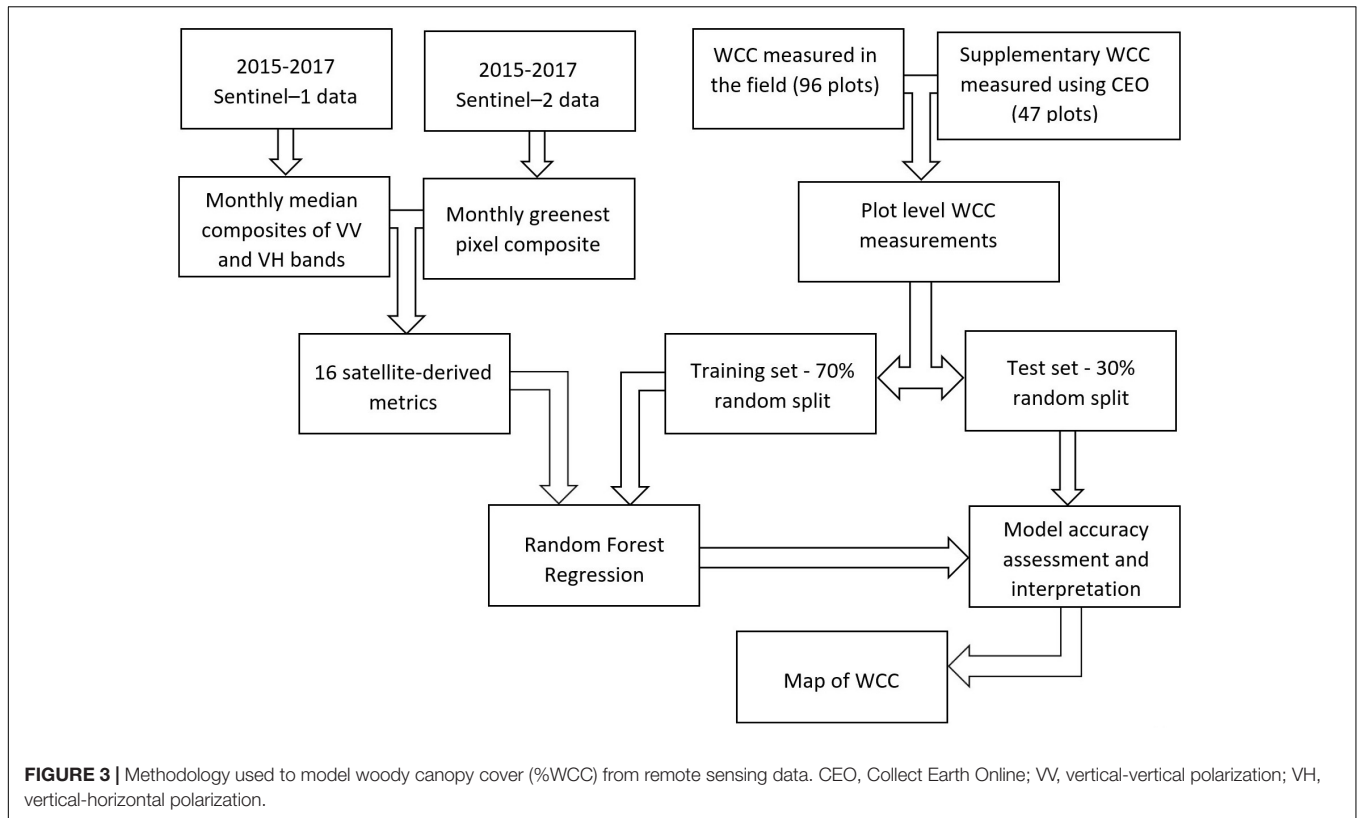 2015-2017
Sentinel–1 data
2015-2017
Sentinel–2 data
WCC measured in
the field (96 plots)
Supplementary WCC
measured using CEO
(47 plots)
Monthly median
composites of VV
and VH bands
Monthly greenest
pixel composite
Plot level WCC
measurements
16 satellite-derived
metrics
Training set - 70%
random split
Test set - 30%
random split
Random Forest
Regression
Model accuracy
assessment and
interpretation
Map of WCC
FIGURE 3 | Methodology used to model woody canopy cover (%WCC) from remote sensing data. CEO, Collect Earth Online; VV, vertical-vertical polarization; VH,
vertical-horizontal polarization.